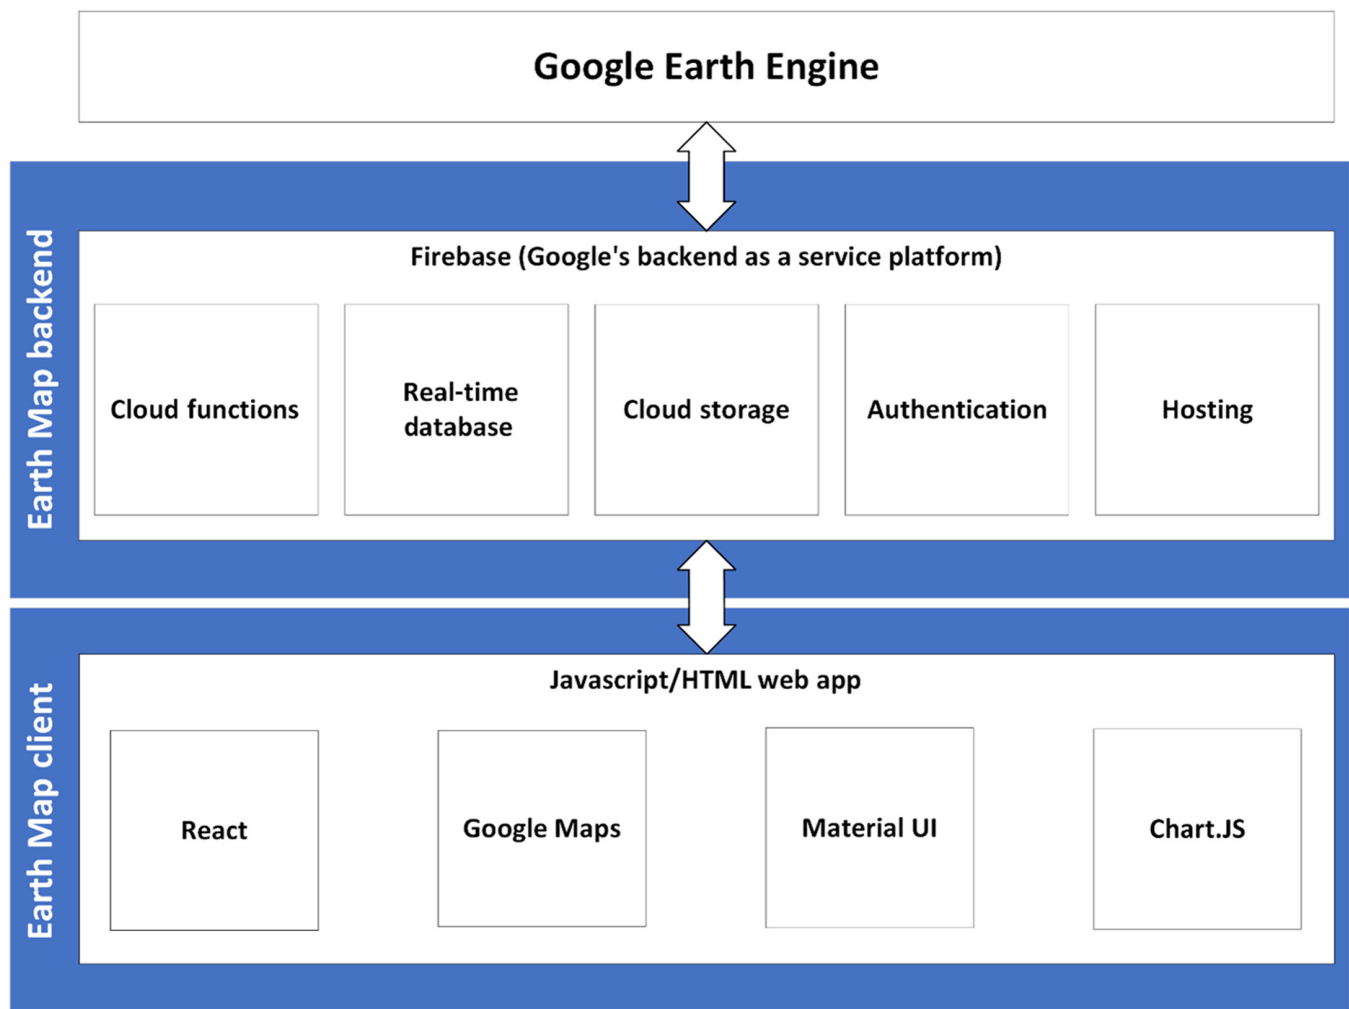 Google Earth Engine
Earth Map backend
Firebase (Google's backend as a service platform)
Cloud functions
Real-time
database
Cloud storage
Authentication
Hosting
Earth Map client
Javascript/HTML web app
React
Google Maps
Material UI
Chart.JS